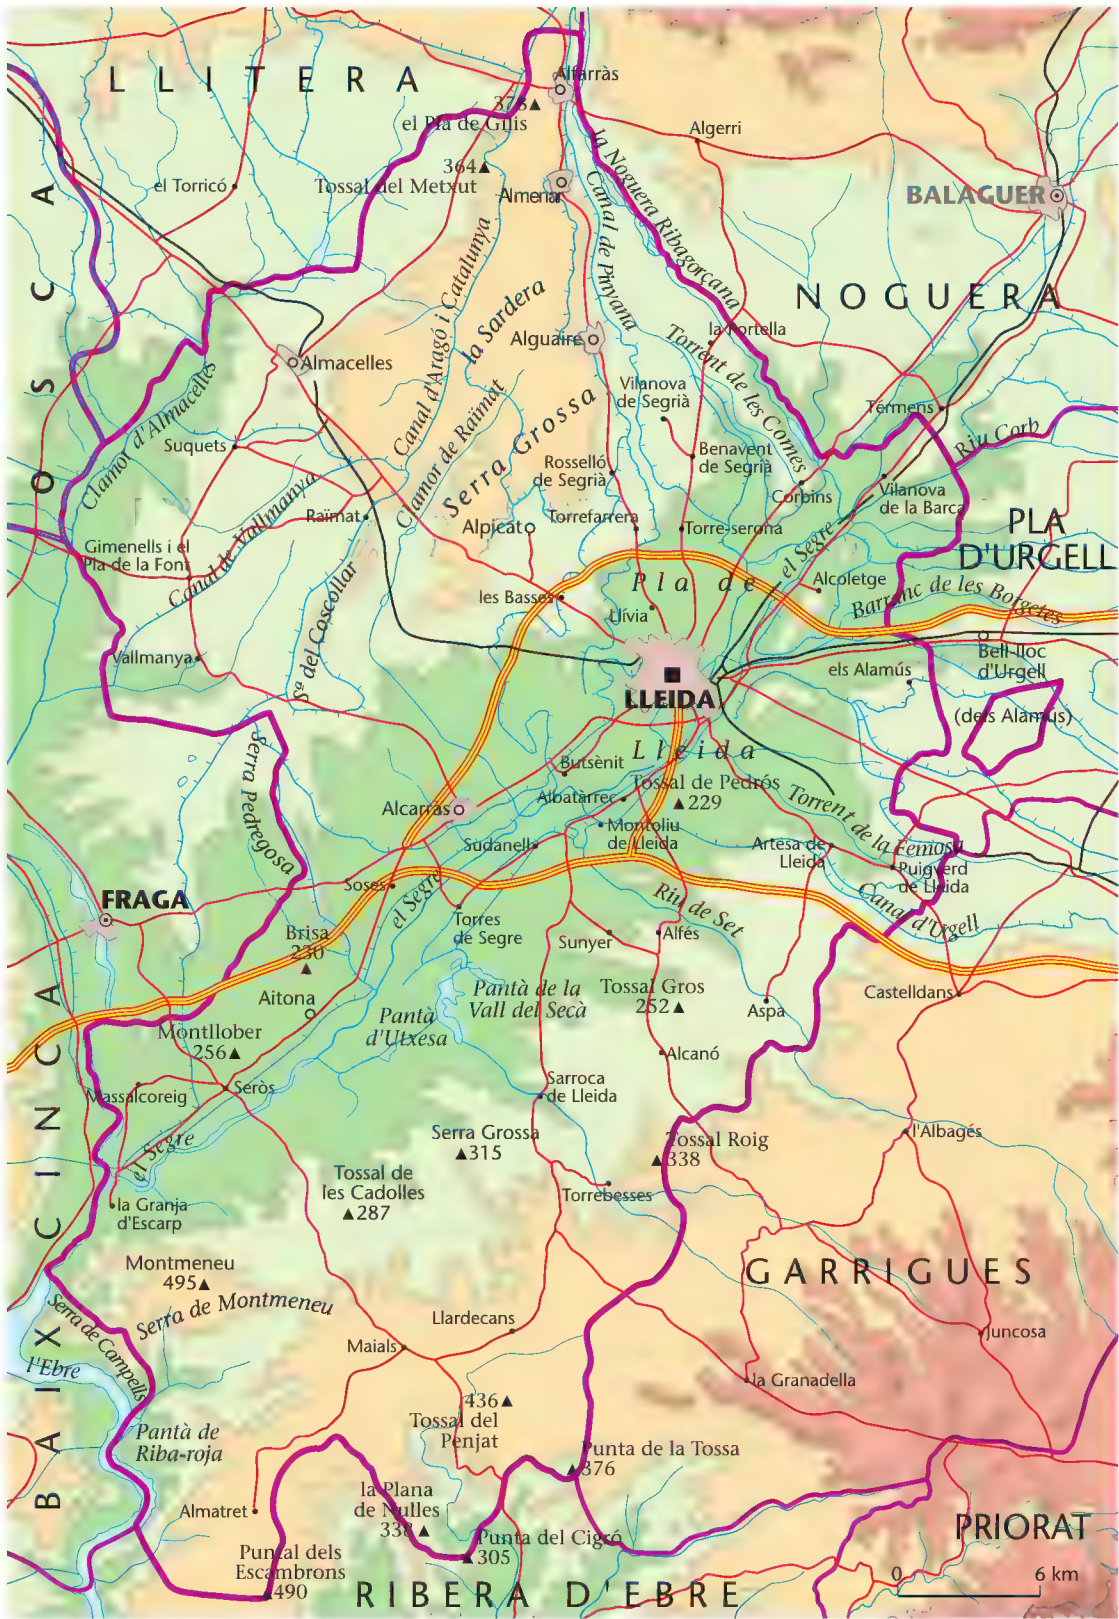 LLITERA
Alfarràs
373
el Pla de Gilis
Algerri
364
Tossal del Metxut
el Torricó
Almenar
BALAGUER
la Noguera Ribagorçana
Canal de Pinyana
NOGUERA
OSCA
Canal d'Aragó i Catalunya
la Sardera
Alguaire
la Portella
Almacelles
Torrent de les Comes
Vilanova
de Segrià
Térmens
Clamor d'Almacelles
Clamor de Raïmat
Serra Grossa
Suquets
Riu Corb
Benavent
de Segrià
Rosselló
de Segrià
Corbins
Vilanova
de la Barca
Canal de Vallmanya
Raïmat
Alpicat
Torrefarrera
Torre-serona
PLA
D'URGELL
Gimenells i el
Pla de la Font
el Segre
Pla de
Alcoletge
Barranc de les Borgetes
les Basses
Llívia
Sª del Coscollar
Vallmanya
Bell-lloc
d'Urgell
els Alamús
LLEIDA
(dels Alamús)
Lleida
Serra Pedregosa
Butsènit
Tossal de Pedrós
229
Albatàrrec
Torrent de la Femosa
Alcarràs
Montoliu
de Lleida
Sudanell
Artesa de
Lleida
Puigverd
de Lleida
Soses
Canal d'Urgell
FRAGA
el Segre
Riu de Set
Torres
de Segre
Brisa
230
Sunyer
Alfés
Aitona
Pantà de la
Vall del Secà
Tossal Gros
252
Castelldans
Aspa
Pantà
d'Utxesa
Montllober
256
Alcanó
Massalcoreig
Seròs
Sarroca
de Lleida
BAIX CINCA
el Segre
Serra Grossa
315
Tossal Roig
338
l'Albagés
Tossal de
les Cadolles
287
Torrebesses
la Granja
d'Escarp
Montmeneu
495
GARRIGUES
Serra de Montmeneu
Serra de Campells
Llardecans
Juncosa
Maials
l'Ebre
la Granadella
436
Tossal del
Penjat
Pantà de
Riba-roja
Punta de la Tossa
376
la Plana
de Nulles
338
Almatret
Punta del Cigró
305
PRIORAT
Puntal dels
Escambrons
490
RIBERA D'EBRE
0 6 km